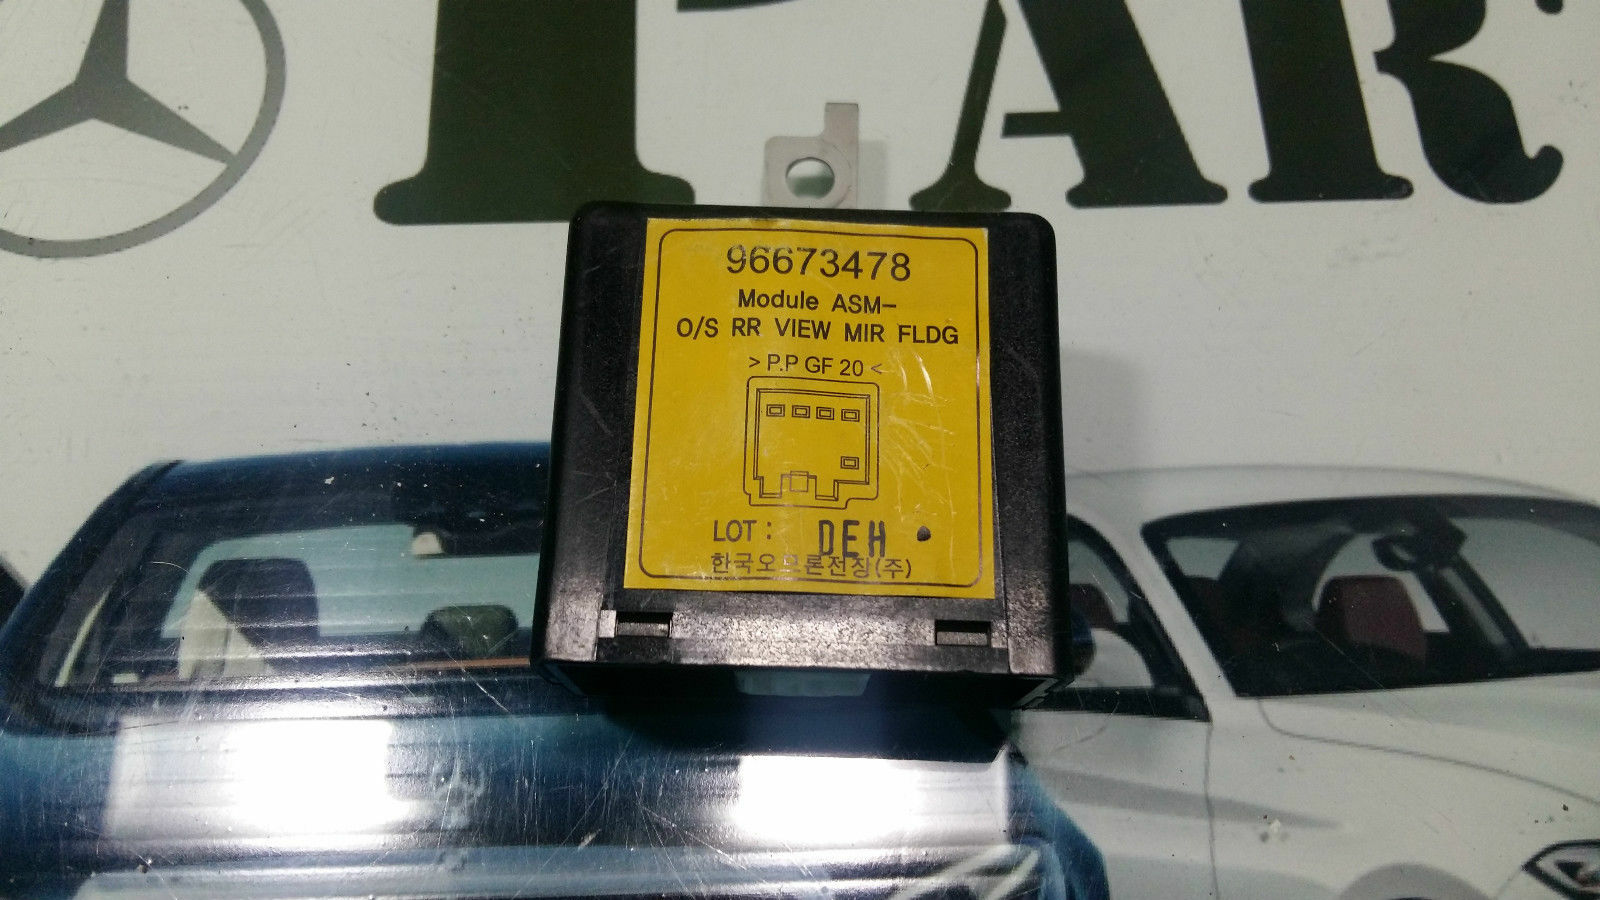 PAR
96673478
Module ASM-
O/S RR VIEW MIR FLDG
> P.P GF 20 <
LOT : DEH •
한국오므론전장(주)